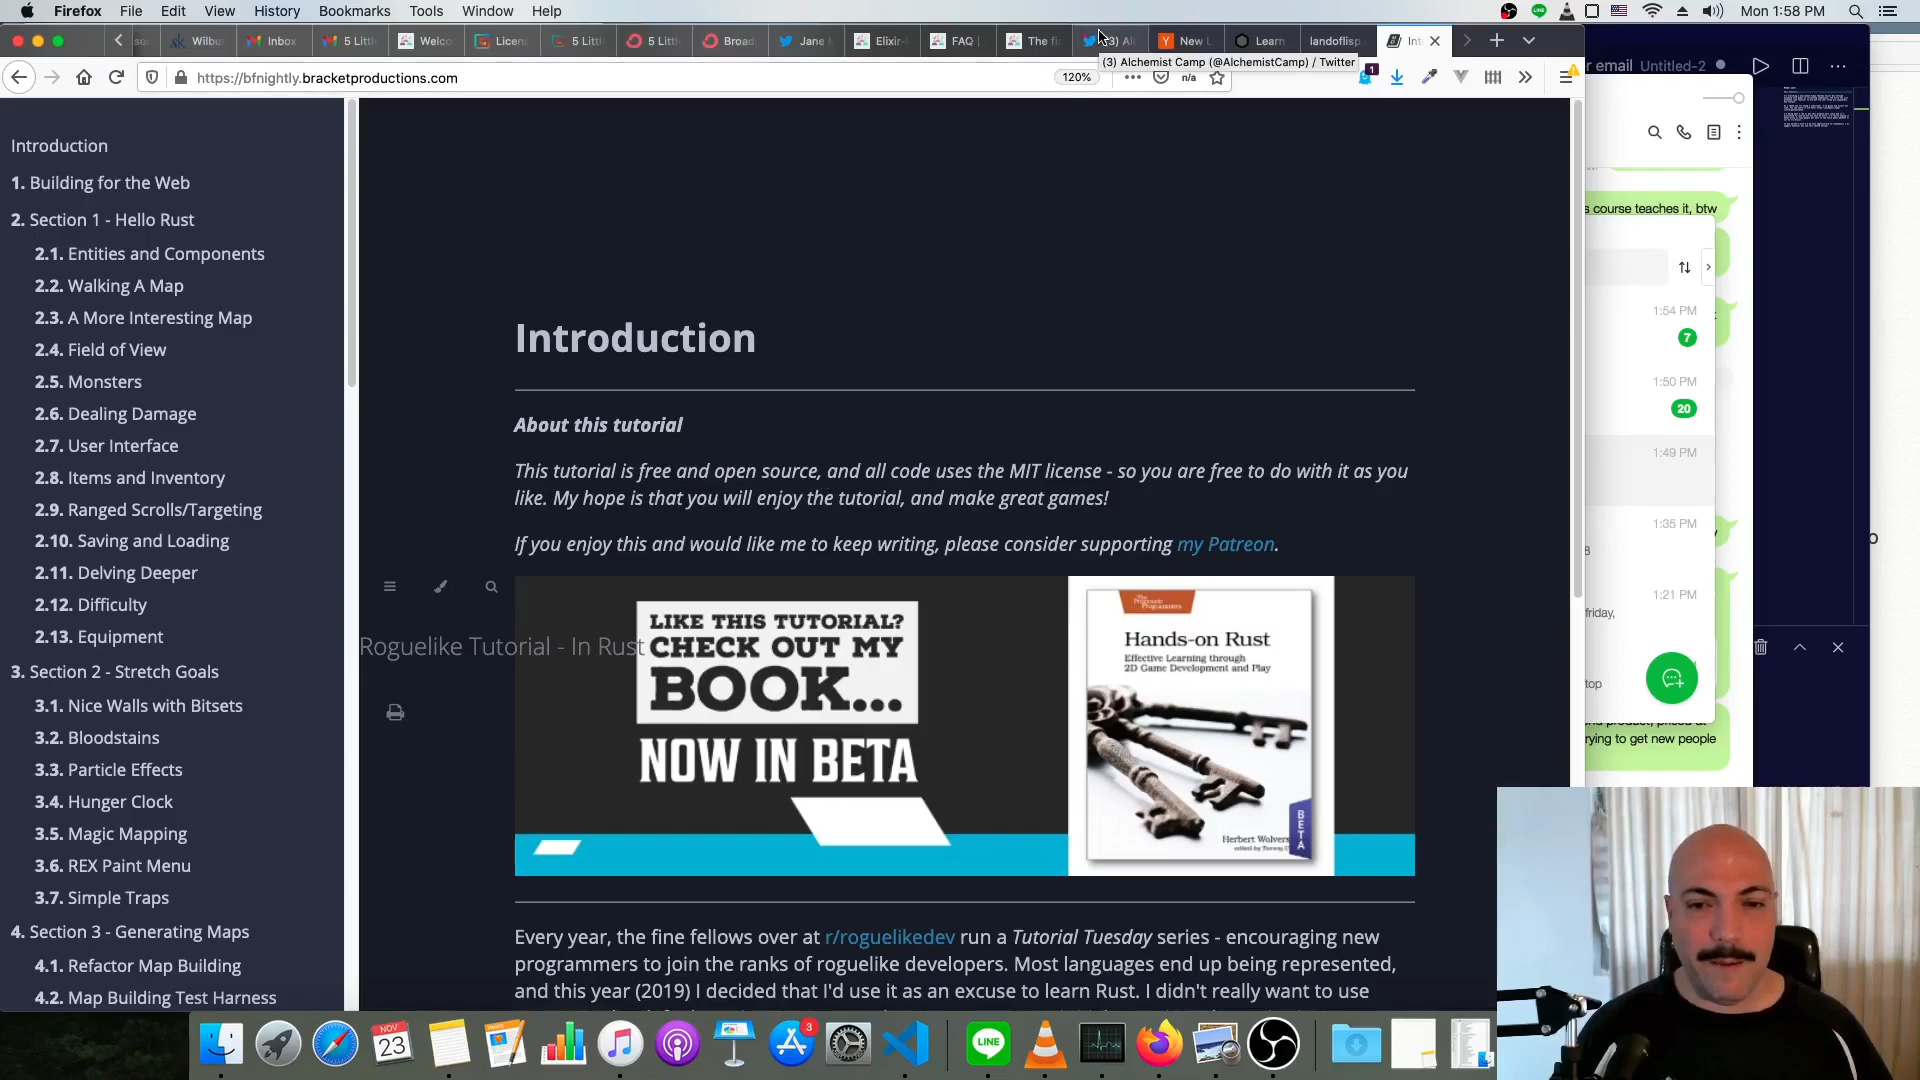 Firefox File Edit View History Bookmarks Tools Window Help
Mon 1:58 PM
Wilbu Inbox 5 Littl Welco Licens 5 Littl 5 Littl Broad Jane Elixir- FAQ The fi (3) Al New Learn landoflisp. Int
(3) Alchemist Camp (@AlchemistCamp) / Twitter
https://bfnightly.bracketproductions.com
120%
n/a
1
r email Untitled-2
Introduction
1. Building for the Web
2. Section 1 - Hello Rust
2.1. Entities and Components
2.2. Walking A Map
2.3. A More Interesting Map
2.4. Field of View
2.5. Monsters
2.6. Dealing Damage
2.7. User Interface
2.8. Items and Inventory
2.9. Ranged Scrolls/Targeting
2.10. Saving and Loading
2.11. Delving Deeper
2.12. Difficulty
2.13. Equipment
3. Section 2 - Stretch Goals
3.1. Nice Walls with Bitsets
3.2. Bloodstains
3.3. Particle Effects
3.4. Hunger Clock
3.5. Magic Mapping
3.6. REX Paint Menu
3.7. Simple Traps
4. Section 3 - Generating Maps
4.1. Refactor Map Building
4.2. Map Building Test Harness
Introduction
About this tutorial
This tutorial is free and open source, and all code uses the MIT license - so you are free to do with it as you
like. My hope is that you will enjoy the tutorial, and make great games!
If you enjoy this and would like me to keep writing, please consider supporting my Patreon.
Roguelike Tutorial - In Rust
LIKE THIS TUTORIAL?
CHECK OUT MY
BOOK...
NOW IN BETA
The Pragmatic Programmers
Hands-on Rust
Effective Learning through
2D Game Development and Play
Herbert Wolvers
BETA
Every year, the fine fellows over at r/roguelikedev run a Tutorial Tuesday series - encouraging new
programmers to join the ranks of roguelike developers. Most languages end up being represented,
and this year (2019) I decided that I'd use it as an excuse to learn Rust. I didn't really want to use
s course teaches it, btw
1:54 PM
7
1:50 PM
20
1:49 PM
1:35 PM
8
1:21 PM
friday,
top
rying to get new people
NOV
23
3
LINE